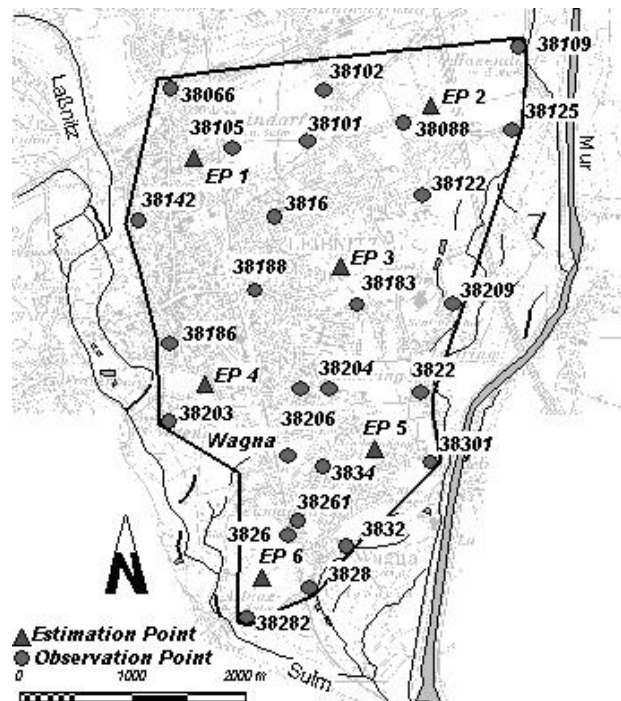 38109
38102
Laßnitz
38066
EP 2
38105
38101
38088
38125
Mur
EP 1
38122
38142
3816
LEIBNITZ
EP 3
38188
38183
38209
38186
EP 4
38204
3822
38206
38203
Wagna
EP 5
38301
3834
38261
3826
3832
EP 6
Wagna
3828
N
38282
Estimation Point
Observation Point
Sulm
0 1000 2000 m